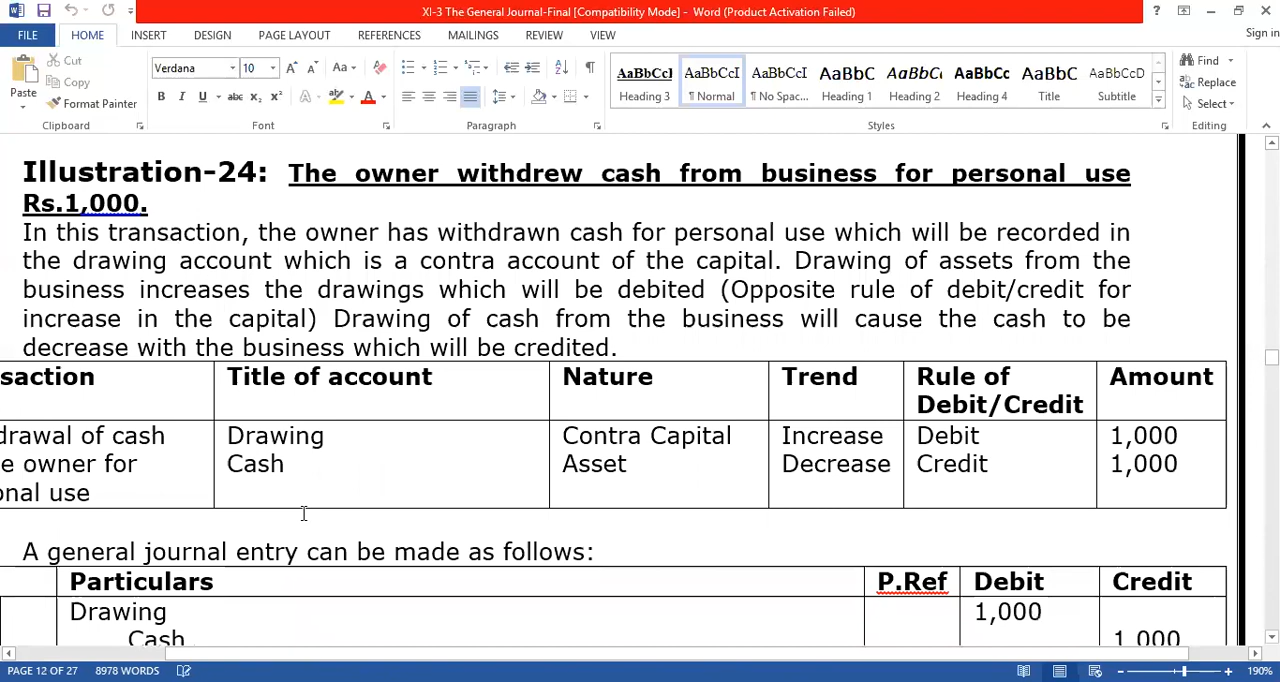 XI-3 The General Journal-Final [Compatibility Mode] - Word (Product Activation Failed)
FILE HOME INSERT DESIGN PAGE LAYOUT REFERENCES MAILINGS REVIEW VIEW Sign in
Paste Cut Copy Format Painter
Verdana 10
AaBbCcI AaBbCcI AaBbCcI AaBbC AaBbC AaBbCc AaBbC AaBbCcD
Heading 3 ¶ Normal ¶ No Spac... Heading 1 Heading 2 Heading 4 Title Subtitle
Find Replace Select
Clipboard Font Paragraph Styles Editing
Illustration-24: The owner withdrew cash from business for personal use
Rs.1,000.
In this transaction, the owner has withdrawn cash for personal use which will be recorded in
the drawing account which is a contra account of the capital. Drawing of assets from the
business increases the drawings which will be debited (Opposite rule of debit/credit for
increase in the capital) Drawing of cash from the business will cause the cash to be
decrease with the business which will be credited.
saction Title of account Nature Trend Rule of Amount
Debit/Credit
drawal of cash Drawing Contra Capital Increase Debit 1,000
e owner for Cash Asset Decrease Credit 1,000
onal use
A general journal entry can be made as follows:
Particulars P.Ref Debit Credit
Drawing 1,000
Cash 1,000
PAGE 12 OF 27 8978 WORDS 190%